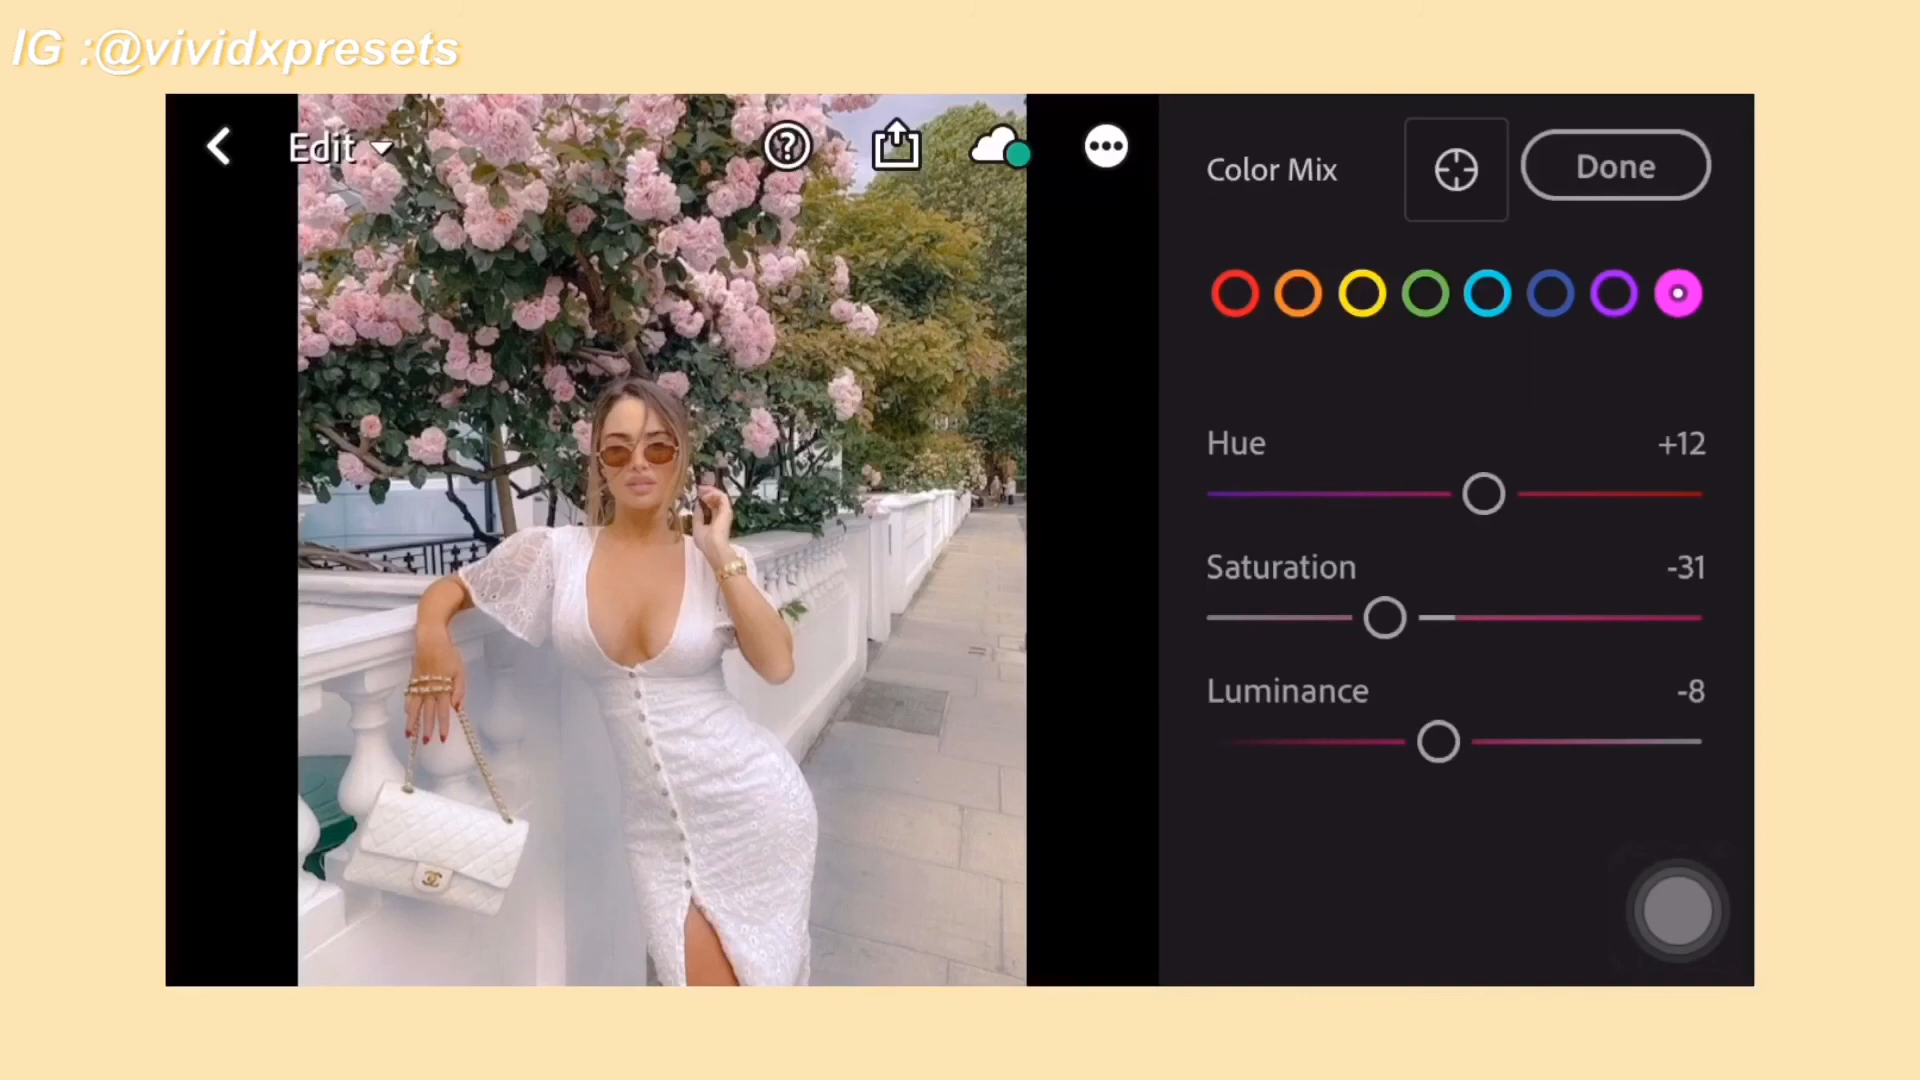 IG :@vividxpresets
Edit
Color Mix
Done
Hue +12
Saturation -31
Luminance -8